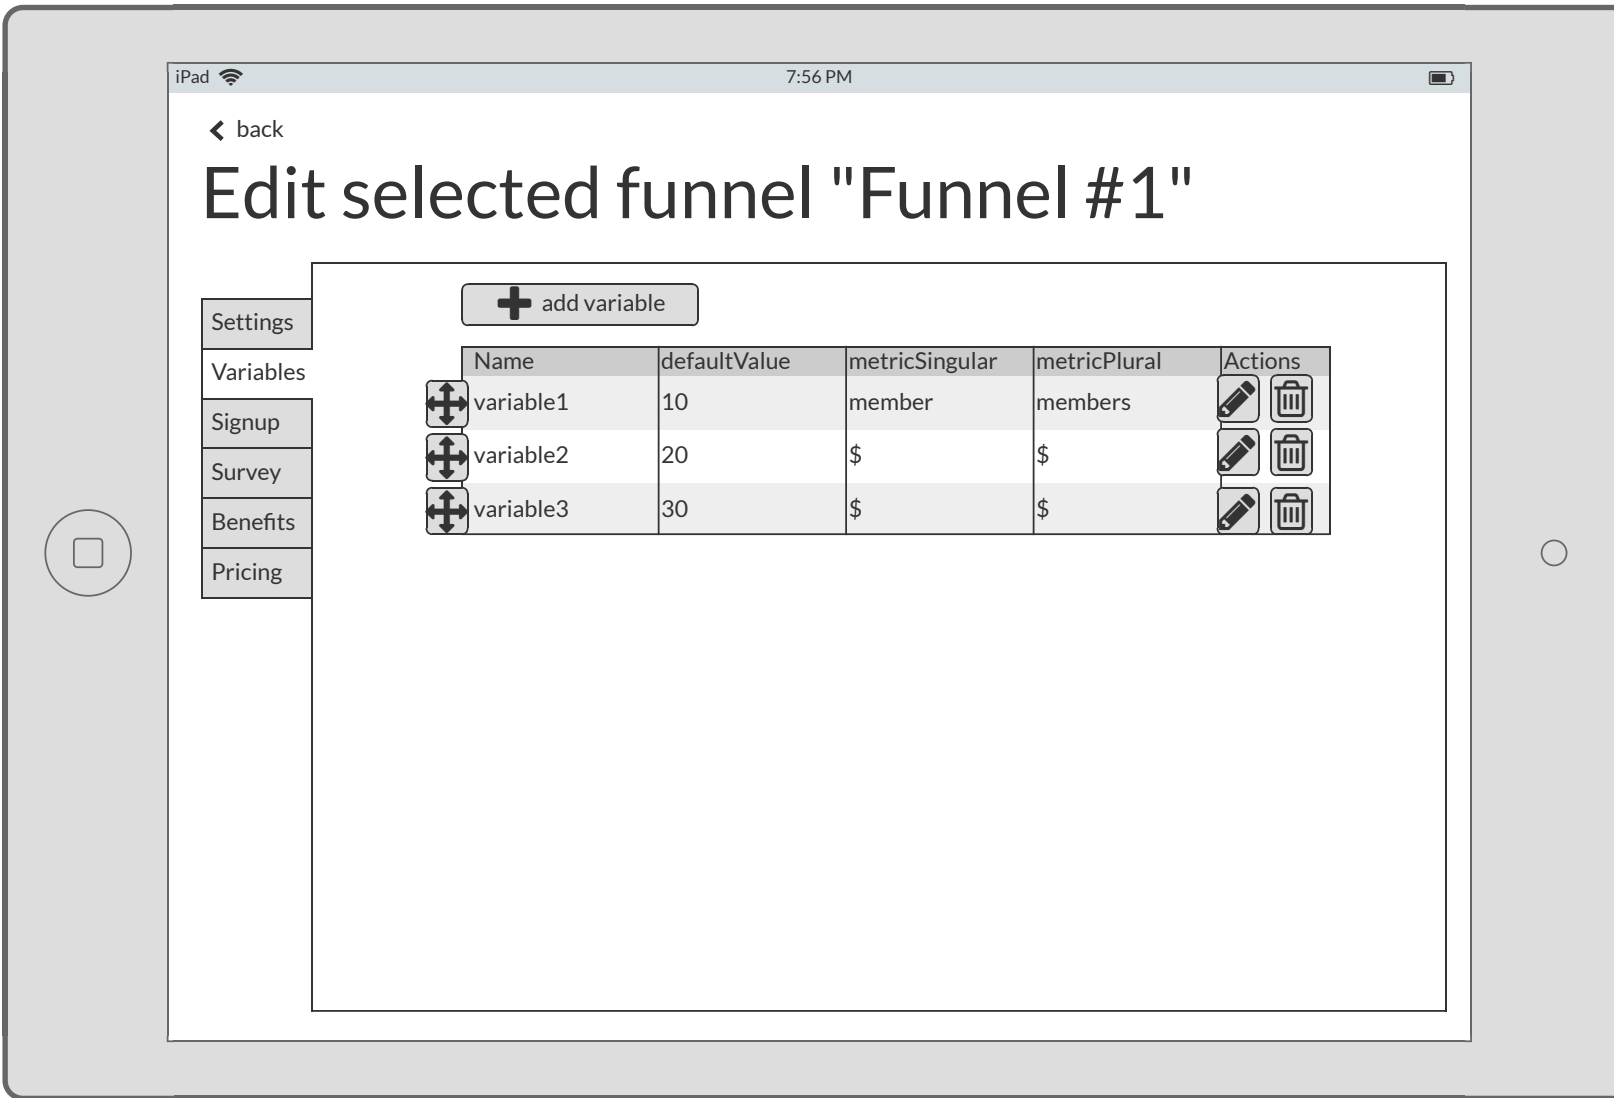 iPad 7:56 PM
back
Edit selected funnel "Funnel #1"
Settings
Variables
Signup
Survey
Benefits
Pricing
add variable
Name defaultValue metricSingular metricPlural Actions
variable1 10 member members
variable2 20 $ $
variable3 30 $ $